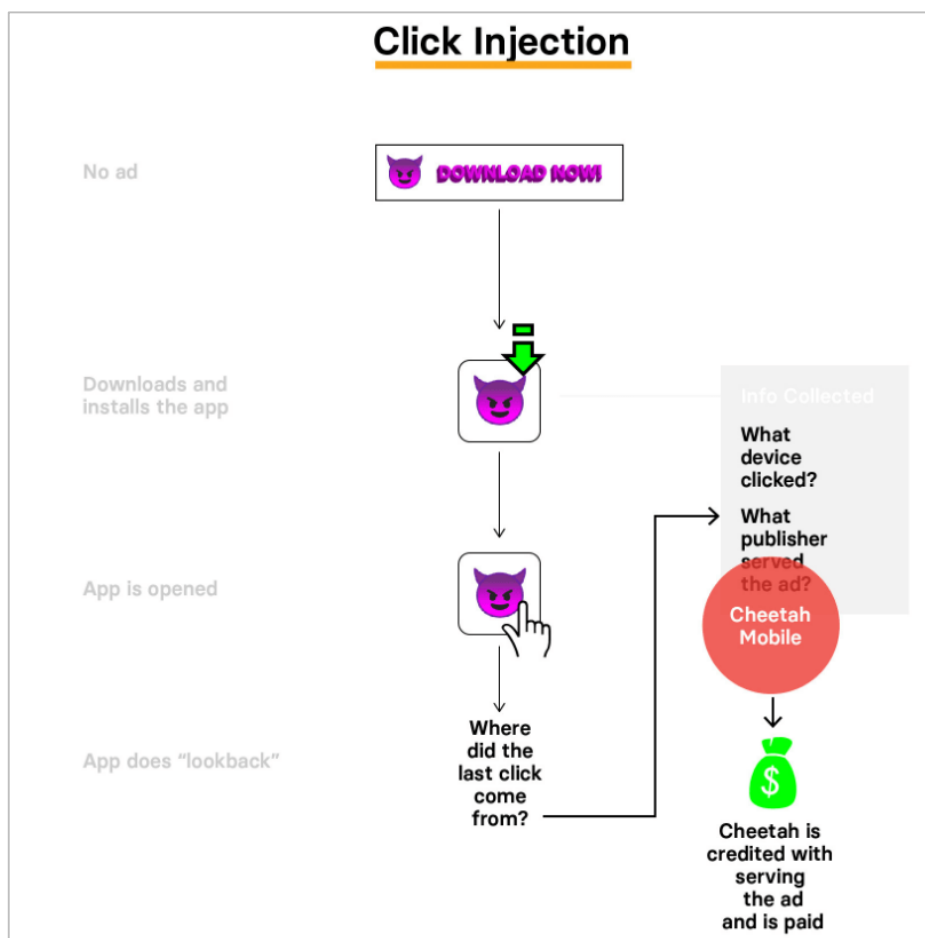 Click Injection
No ad
DOWNLOAD NOW!
Downloads and
installs the app
Info Collected
What
device
clicked?
What
publisher
served
the ad?
App is opened
Cheetah
Mobile
App does “lookback”
Where
did the
last click
come
from?
$
Cheetah is
credited with
serving
the ad
and is paid